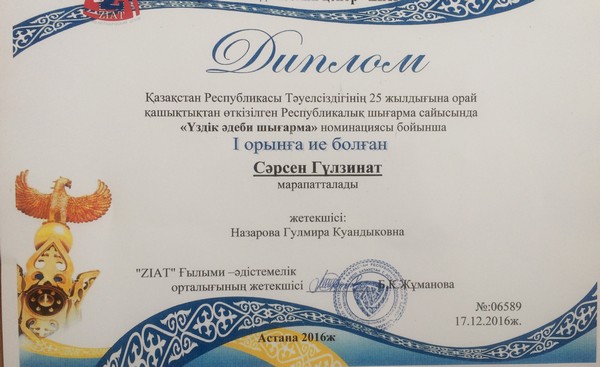 ZIAT
Диплом
Қазақстан Республикасы Тәуелсіздігінің 25 жылдығына орай
қашықтықтан өткізілген Республикалық шығарма сайысында
«Үздік әдеби шығарма» номинациясы бойынша
I орынға ие болған
Сәрсен Гүлзинат
марапатталады
жетекшісі:
Назарова Гулмира Куандыковна
"ZIAT" Ғылыми –әдістемелік
орталығының жетекшісі Б.К.Жұманова
№:06589
17.12.2016ж.
Астана 2016ж